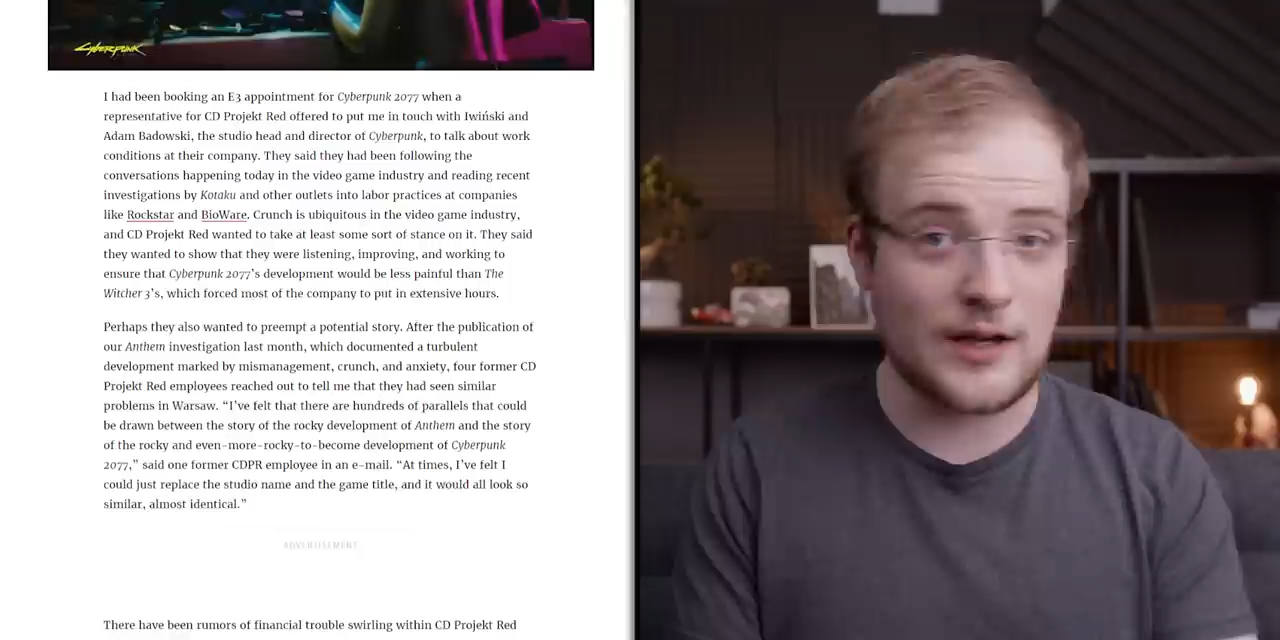 Cyberpunk
I had been booking an E3 appointment for Cyberpunk 2077 when a
representative for CD Projekt Red offered to put me in touch with Iwiński and
Adam Badowski, the studio head and director of Cyberpunk, to talk about work
conditions at their company. They said they had been following the
conversations happening today in the video game industry and reading recent
investigations by Kotaku and other outlets into labor practices at companies
like Rockstar and BioWare. Crunch is ubiquitous in the video game industry,
and CD Projekt Red wanted to take at least some sort of stance on it. They said
they wanted to show that they were listening, improving, and working to
ensure that Cyberpunk 2077’s development would be less painful than The
Witcher 3’s, which forced most of the company to put in extensive hours.
Perhaps they also wanted to preempt a potential story. After the publication of
our Anthem investigation last month, which documented a turbulent
development marked by mismanagement, crunch, and anxiety, four former CD
Projekt Red employees reached out to tell me that they had seen similar
problems in Warsaw. “I’ve felt that there are hundreds of parallels that could
be drawn between the story of the rocky development of Anthem and the story
of the rocky and even-more-rocky-to-become development of Cyberpunk
2077,” said one former CDPR employee in an e-mail. “At times, I’ve felt I
could just replace the studio name and the game title, and it would all look so
similar, almost identical.”
ADVERTISEMENT
There have been rumors of financial trouble swirling within CD Projekt Red